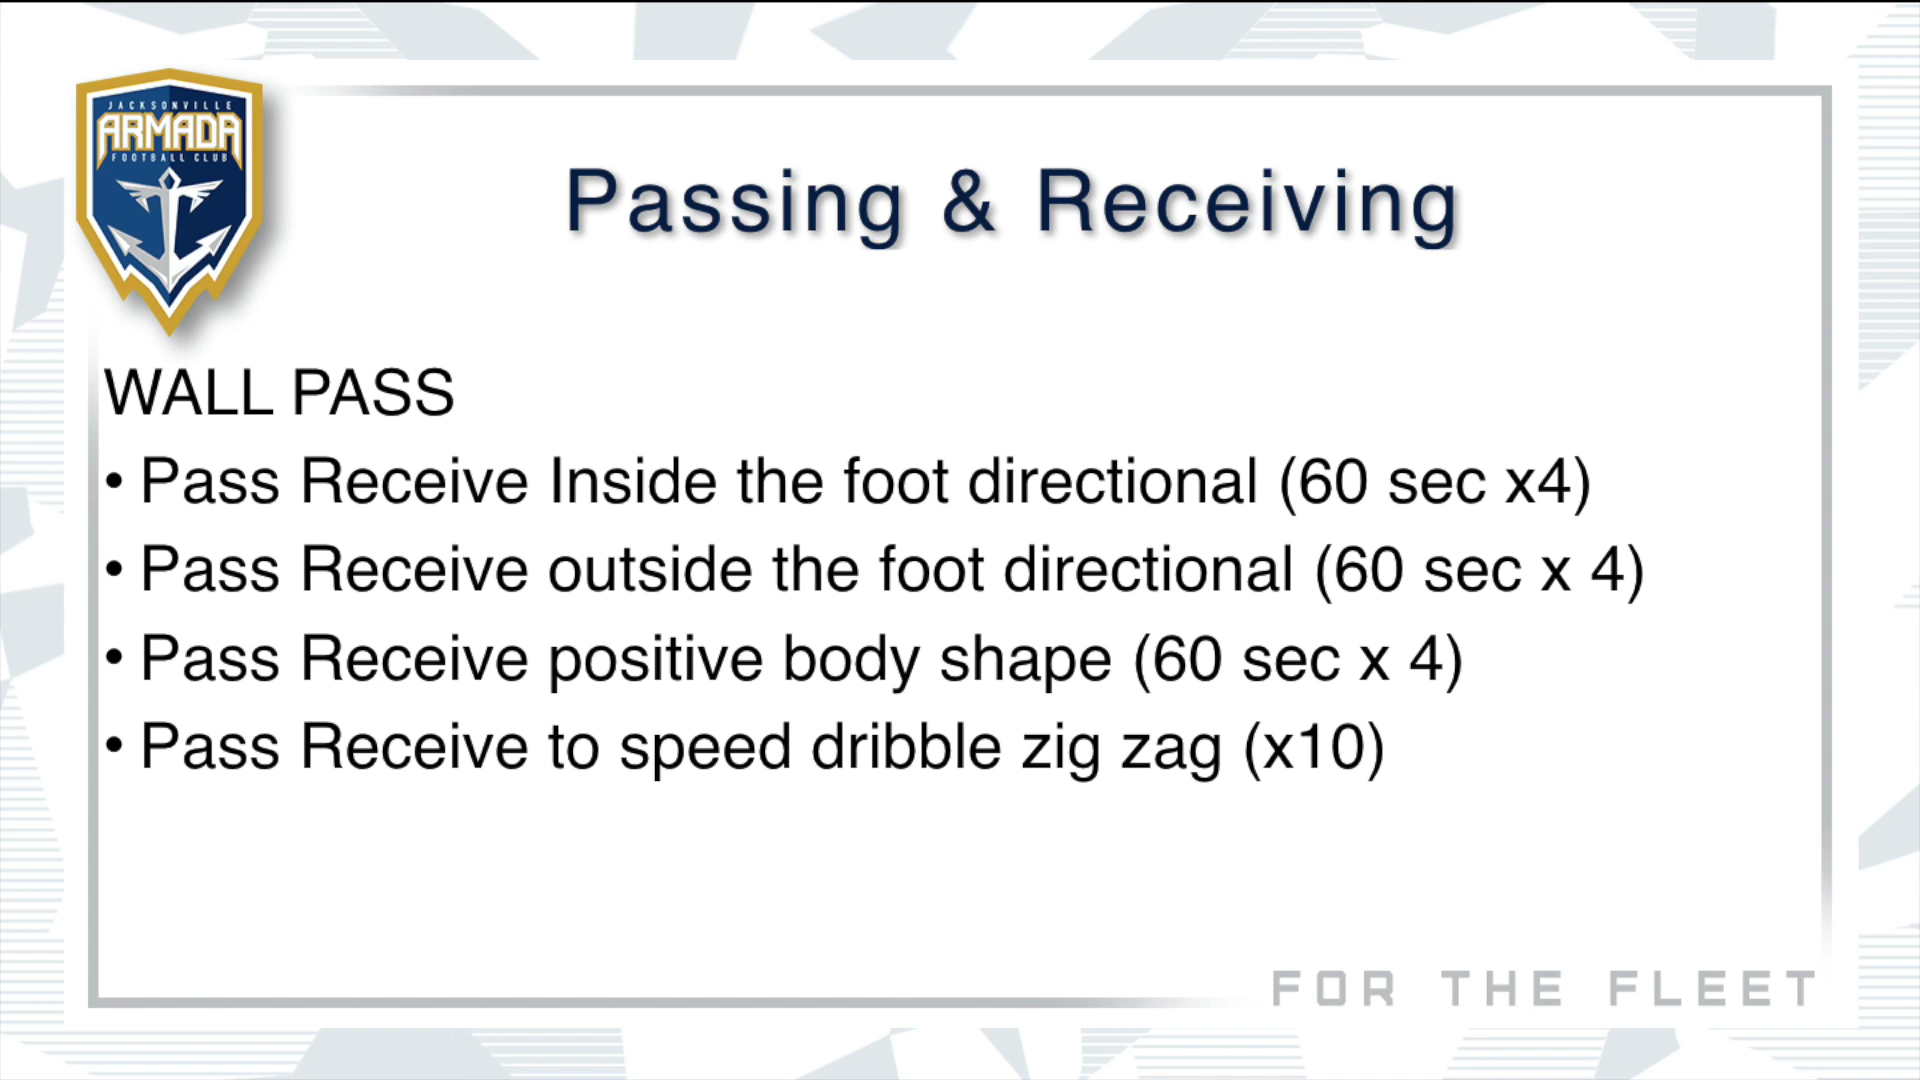 JACKSONVILLE
ARMADA
FOOTBALL CLUB
Passing & Receiving
WALL PASS
• Pass Receive Inside the foot directional (60 sec x4)
• Pass Receive outside the foot directional (60 sec x 4)
• Pass Receive positive body shape (60 sec x 4)
• Pass Receive to speed dribble zig zag (x10)
FOR THE FLEET